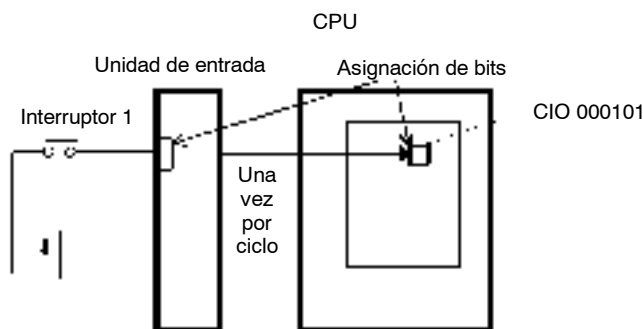 CPU
Unidad de entrada
Asignación de bits
Interruptor 1
CIO 000101
Una
vez
por
ciclo